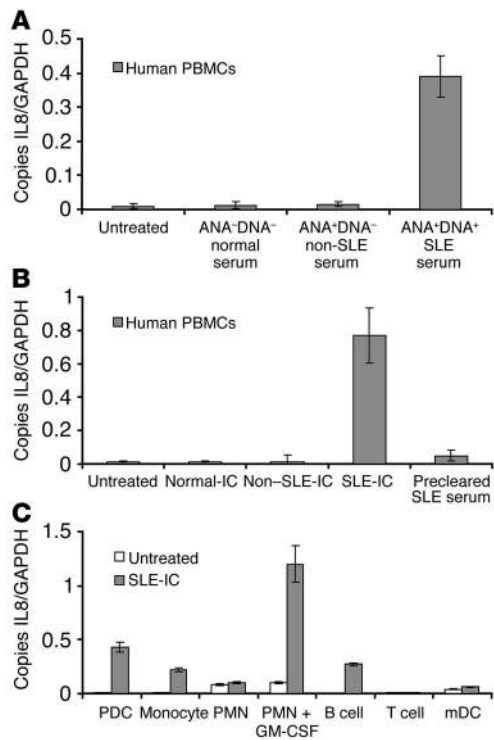 A
Copies IL8/GAPDH
0.5
0.4
0.3
0.2
0.1
0
Human PBMCs
Untreated
ANA⁻DNA⁻
normal
serum
ANA⁺DNA⁻
non-SLE
serum
ANA⁺DNA⁺
SLE
serum
B
Copies IL8/GAPDH
1
0.8
0.6
0.4
0.2
0
Human PBMCs
Untreated
Normal-IC
Non–SLE-IC
SLE-IC
Precleared
SLE serum
C
Copies IL8/GAPDH
1.5
1
0.5
0
Untreated
SLE-IC
PDC
Monocyte
PMN
PMN +
GM-CSF
B cell
T cell
mDC